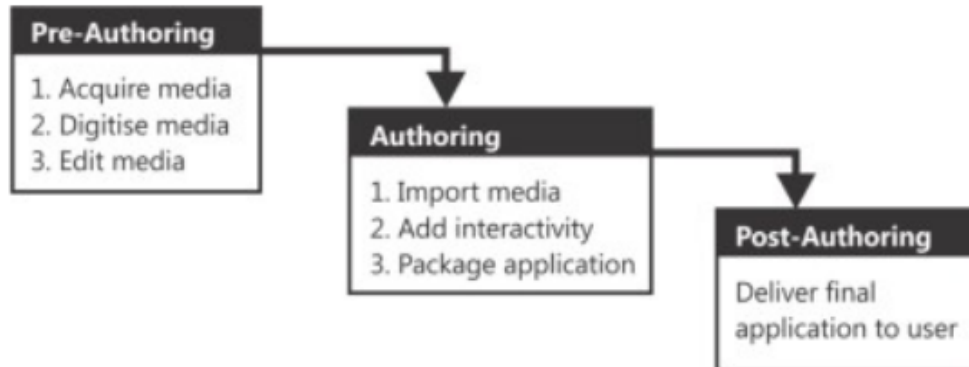 Pre-Authoring
1. Acquire media
2. Digitise media
3. Edit media
Authoring
1. Import media
2. Add interactivity
3. Package application
Post-Authoring
Deliver final
application to user